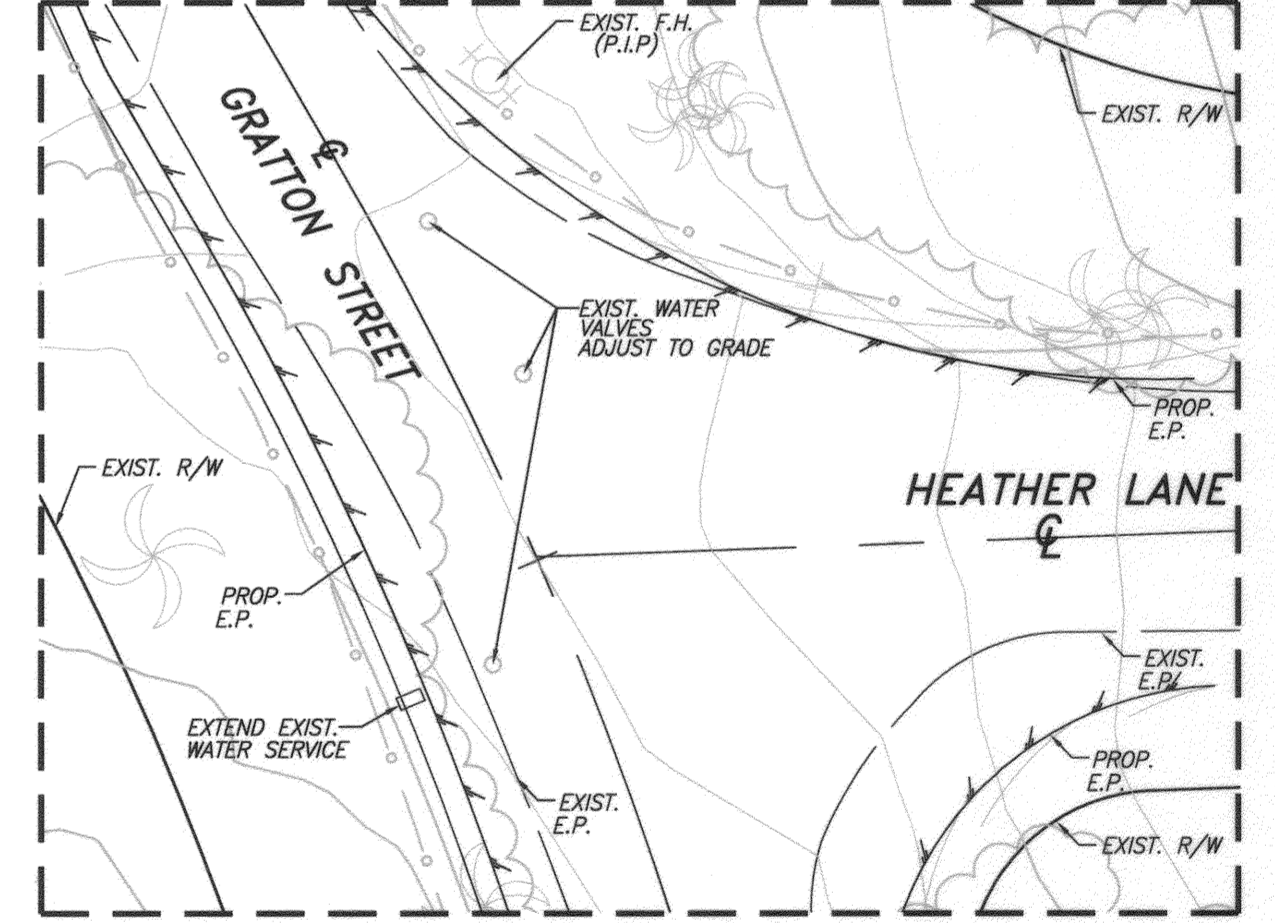 EXIST. F.H.
(P.I.P)
EXIST. R/W
℄
GRATTON STREET
EXIST. WATER
VALVES
ADJUST TO GRADE
PROP.
E.P.
EXIST. R/W
HEATHER LANE
℄
PROP.
E.P.
EXIST.
E.P.
EXTEND EXIST.
WATER SERVICE
PROP.
E.P.
EXIST.
E.P.
EXIST. R/W